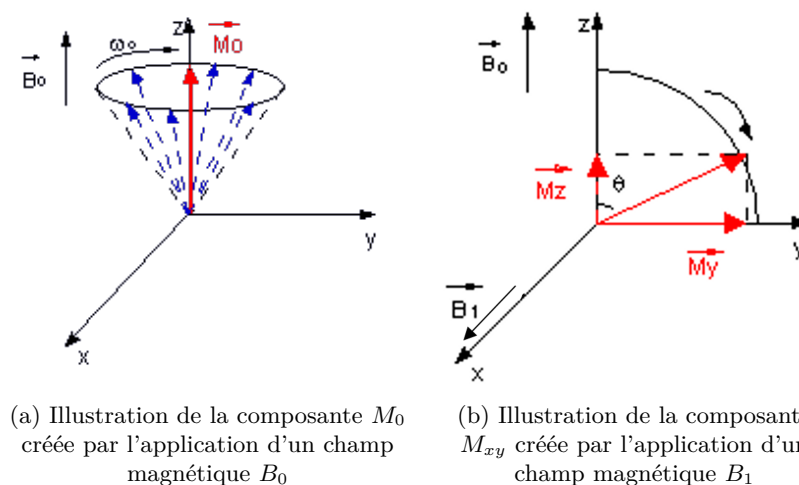 z
M₀
ω₀
B₀
y
x
z
B₀
Mz
θ
y
My
B₁
x
(a) Illustration de la composante M₀
créée par l'application d'un champ
magnétique B₀
(b) Illustration de la composant
Mxy créée par l'application d'u
champ magnétique B₁